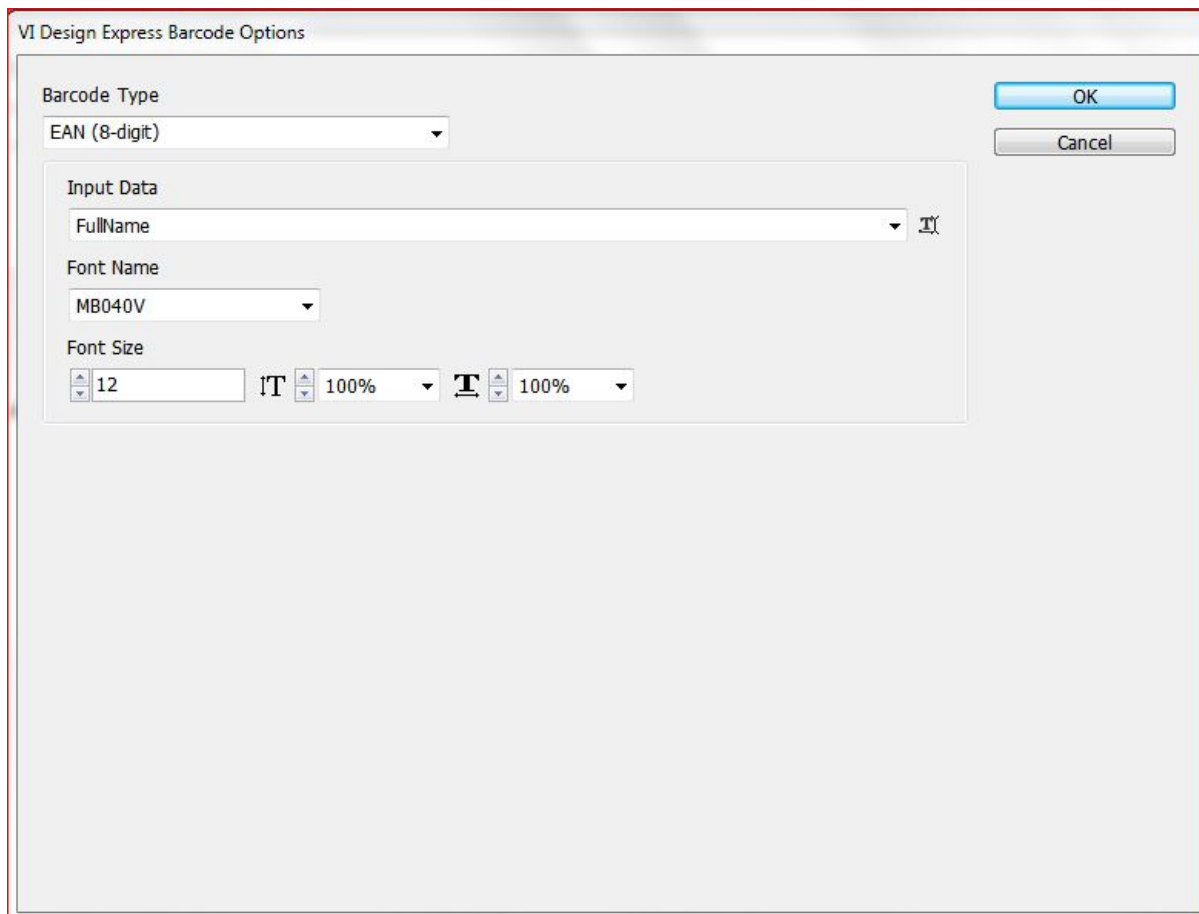 VI Design Express Barcode Options
Barcode Type
OK
EAN (8-digit)
Cancel
Input Data
FullName
Font Name
MB040V
Font Size
12 100% 100%